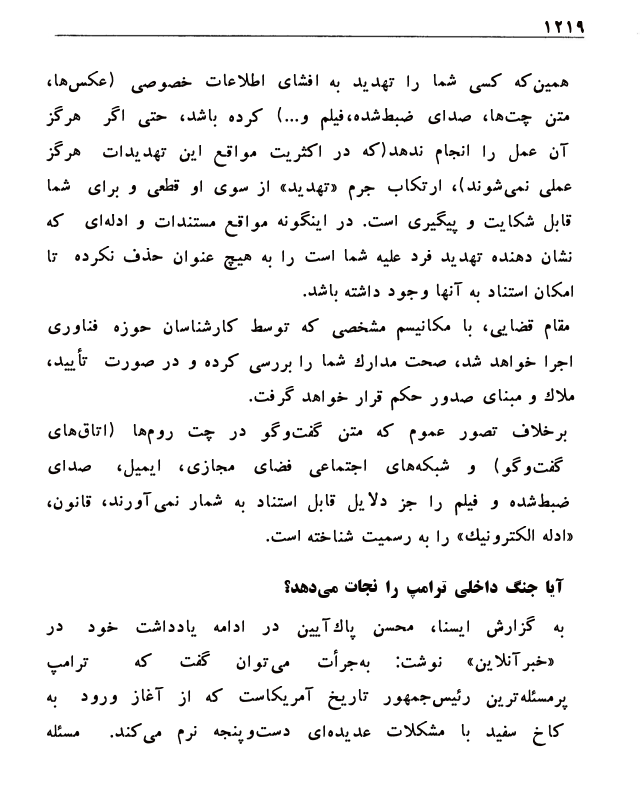 ۱۲۱۹
همین‌که کسی شما را تهدید به افشای اطلاعات خصوصی (عکس‌ها،
متن چت‌ها، صدای ضبط‌شده،فیلم و...) کرده باشد، حتی اگر هرگز
آن عمل را انجام ندهد(که در اکثریت مواقع این تهدیدات هرگز
عملی نمی‌شوند)، ارتکاب جرم «تهدید» از سوی او قطعی و برای شما
قابل شکایت و پیگیری است. در اینگونه مواقع مستندات و ادله‌ای که
نشان دهنده تهدید فرد علیه شما است را به هیچ عنوان حذف نکرده تا
امکان استناد به آنها وجود داشته باشد.
مقام قضایی، با مکانیسم مشخصی که توسط کارشناسان حوزه فناوری
اجرا خواهد شد، صحت مدارك شما را بررسی کرده و در صورت تأیید،
ملاك و مبنای صدور حکم قرار خواهد گرفت.
برخلاف تصور عموم که متن گفت‌وگو در چت روم‌ها (اتاق‌های
گفت‌وگو) و شبکه‌های اجتماعی فضای مجازی، ایمیل، صدای
ضبط‌شده و فیلم را جز دلایل قابل استناد به شمار نمی‌آورند، قانون،
«ادله الکترونیك» را به رسمیت شناخته است.
آیا جنگ داخلی ترامپ را نجات می‌دهد؟
به گزارش ایسنا، محسن پاك‌آیین در ادامه یادداشت خود در
«خبرآنلاین» نوشت: به‌جرأت می‌توان گفت که ترامپ
پرمسئله‌ترین رئیس‌جمهور تاریخ آمریکاست که از آغاز ورود به
کاخ سفید با مشکلات عدیده‌ای دست‌وپنجه نرم می‌کند. مسئله